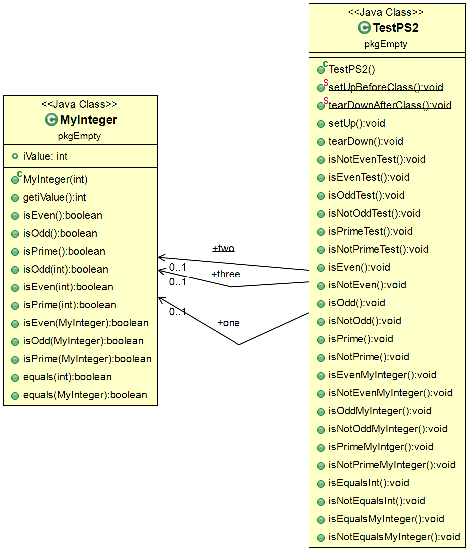 <<Java Class>>
MyInteger
pkgEmpty
iValue: int
MyInteger(int)
getiValue():int
isEven():boolean
isOdd():boolean
isPrime():boolean
isOdd(int):boolean
isEven(int):boolean
isPrime(int):boolean
isEven(MyInteger):boolean
isOdd(MyInteger):boolean
isPrime(MyInteger):boolean
equals(int):boolean
equals(MyInteger):boolean
+two
0..1
+three
0..1
0..1
+one
<<Java Class>>
TestPS2
pkgEmpty
TestPS2()
setUpBeforeClass():void
tearDownAfterClass():void
setUp():void
tearDown():void
isNotEvenTest():void
isEvenTest():void
isOddTest():void
isNotOddTest():void
isPrimeTest():void
isNotPrimeTest():void
isEven():void
isNotEven():void
isOdd():void
isNotOdd():void
isPrime():void
isNotPrime():void
isEvenMyInteger():void
isNotEvenMyInteger():void
isOddMyInteger():void
isNotOddMyInteger():void
isPrimeMyIntger():void
isNotPrimeMyInteger():void
isEqualsInt():void
isNotEqualsInt():void
isEqualsMyInteger():void
isNotEqualsMyInteger():void